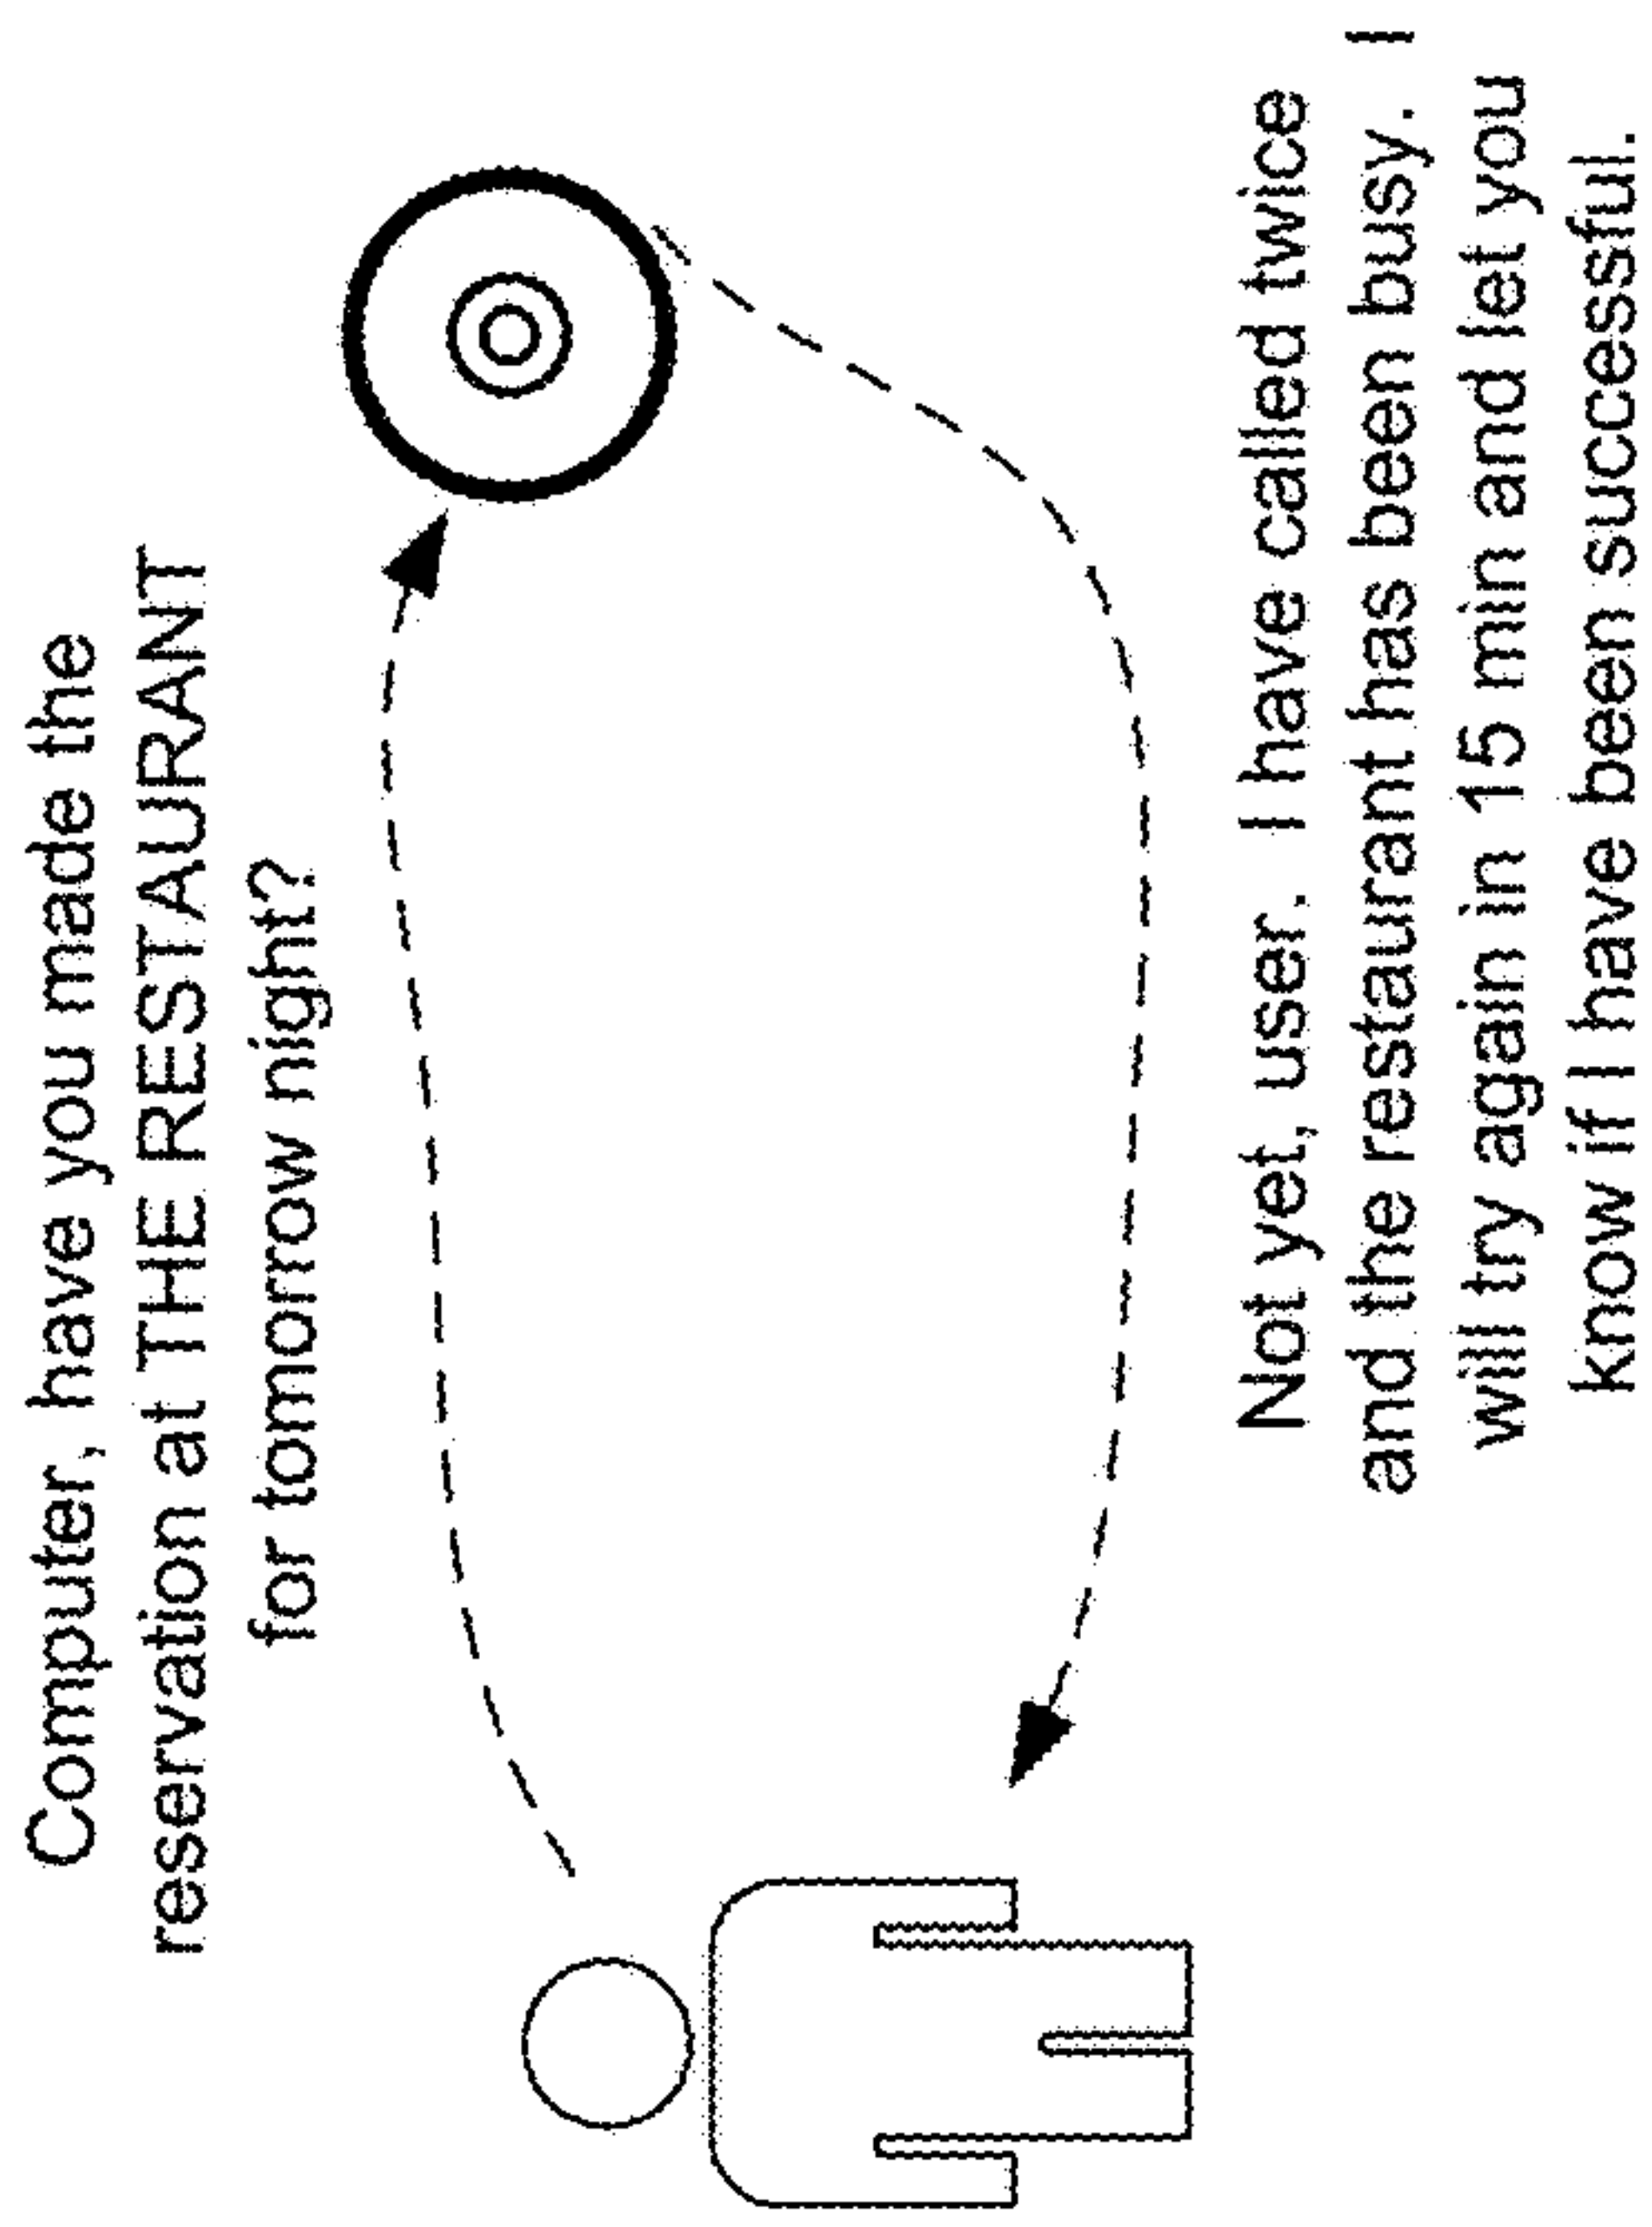 Computer, have you made the
reservation at THE RESTAURANT
for tomorrow night?
Not yet, user. I have called twice
and the restaurant has been busy. I
will try again in 15 min and let you
know if I have been successful.